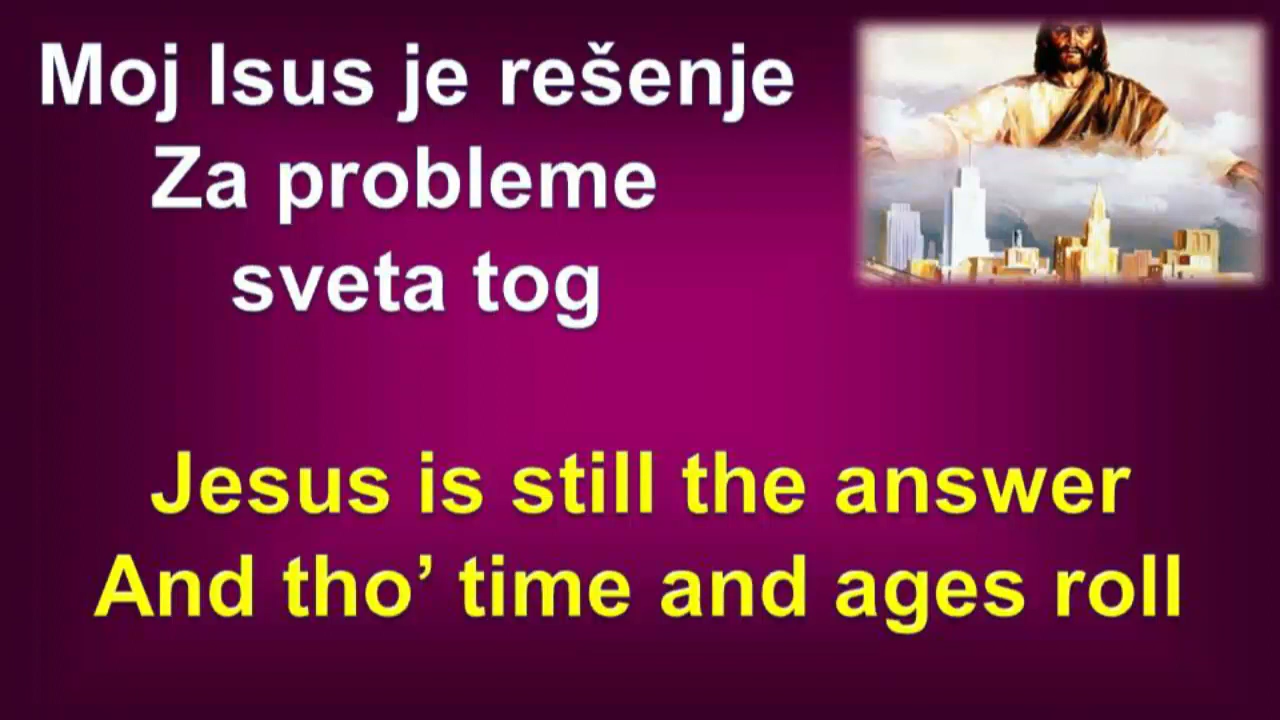 Moj Isus je rešenje
Za probleme
sveta tog
Jesus is still the answer
And tho’ time and ages roll